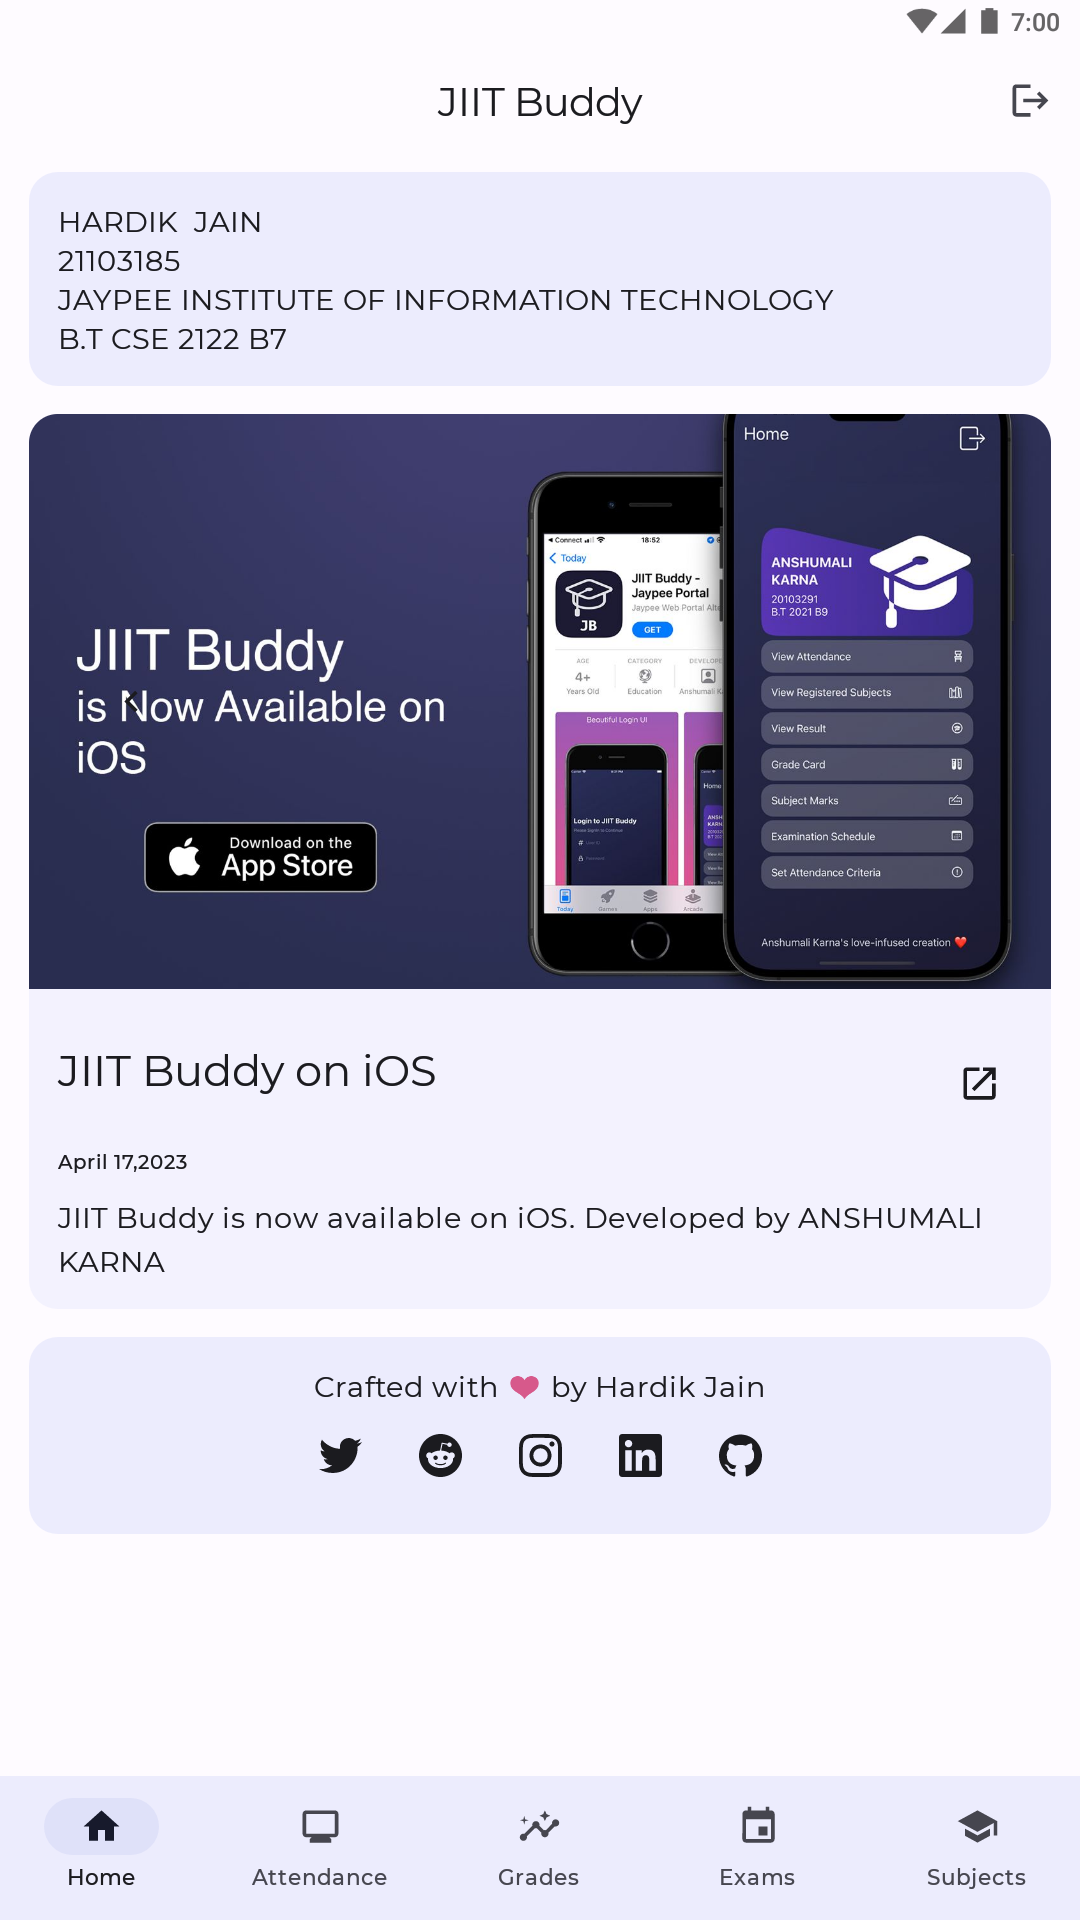 7:00
JIIT Buddy
HARDIK JAIN
21103185
JAYPEE INSTITUTE OF INFORMATION TECHNOLOGY
B.T CSE 2122 B7
JIIT Buddy
is Now Available on
iOS
Download on the
App Store
Connect
18:52
Today
JIIT Buddy -
Jaypee Portal
Jaypee Web Portal
GET
JB
AGE
CATEGORY
4+
Years Old
Education
Anshumali
Beautiful Login UI
Login to JIIT Buddy
Home
Today
Games
Apps
Arcade
Home
ANSHUMALI
KARNA
20103291
B.T 2021 B9
View Attendance
View Registered Subjects
View Result
Grade Card
Subject Marks
Examination Schedule
Set Attendance Criteria
Anshumali Karna's love-infused creation ❤️
JIIT Buddy on iOS
April 17,2023
JIIT Buddy is now available on iOS. Developed by ANSHUMALI
KARNA
Crafted with ❤ by Hardik Jain
Home
Attendance
Grades
Exams
Subjects